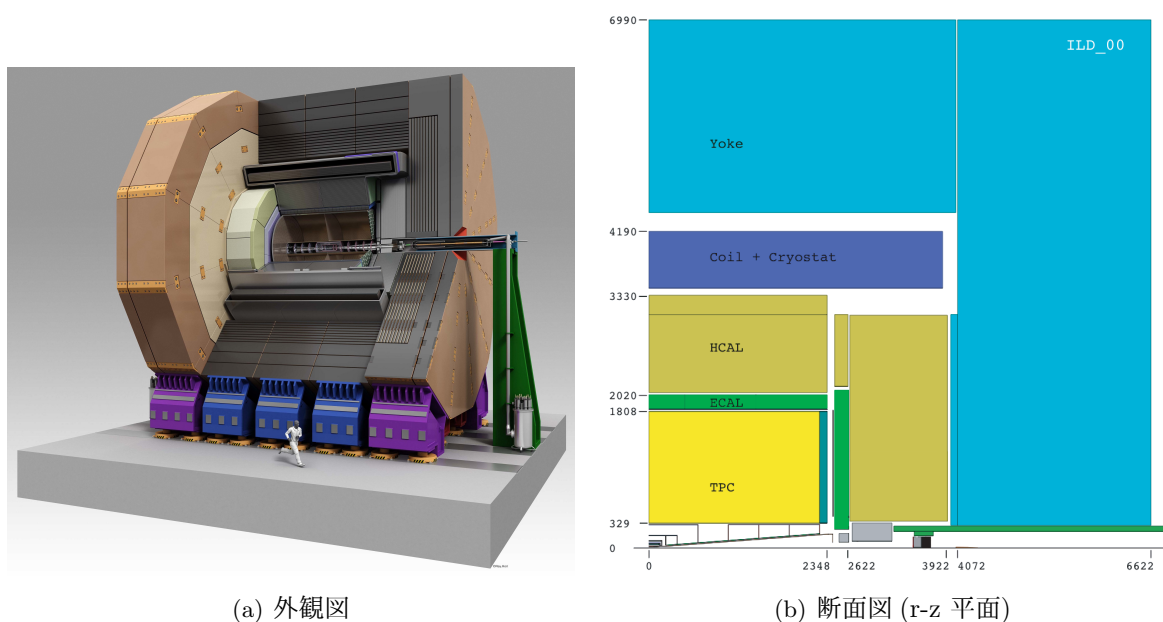 6990
ILD_00
Yoke
4190
Coil + Cryostat
3330
HCAL
2020
ECAL
1808
TPC
329
0
0 2348 2622 3922 4072 6622
(a) 外観図
(b) 断面図 (r-z 平面)